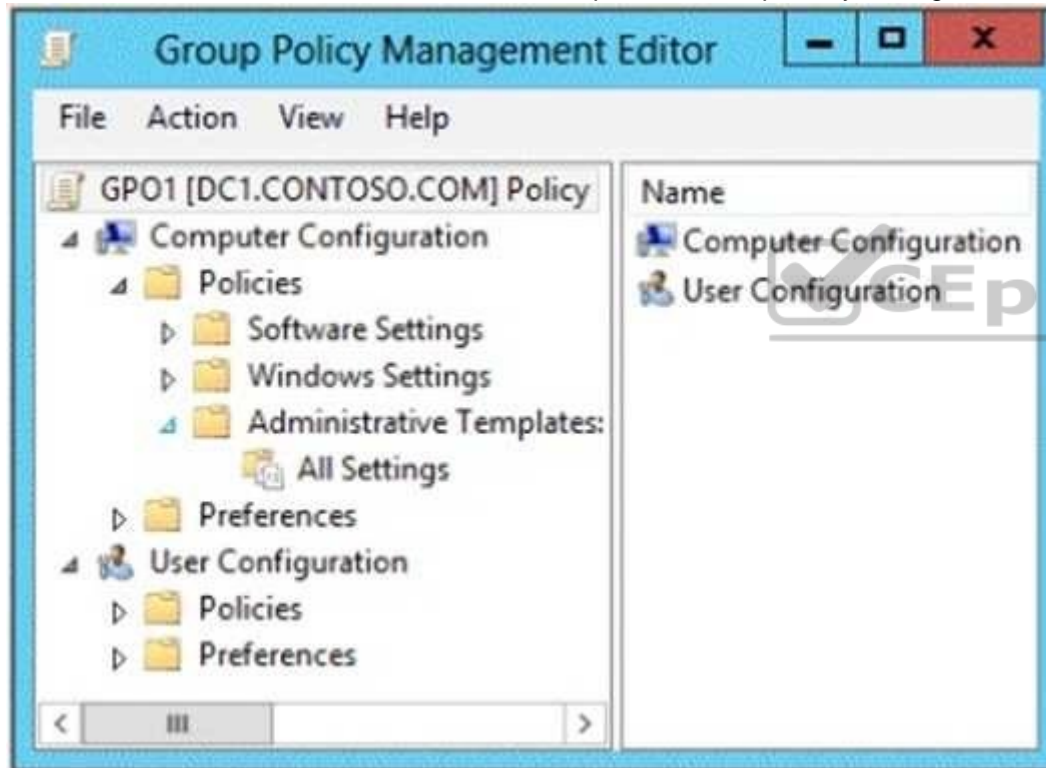 Group Policy Management Editor
File Action View Help
GPO1 [DC1.CONTOSO.COM] Policy
Computer Configuration
Policies
Software Settings
Windows Settings
Administrative Templates:
All Settings
Preferences
User Configuration
Policies
Preferences
Name
Computer Configuration
User Configuration